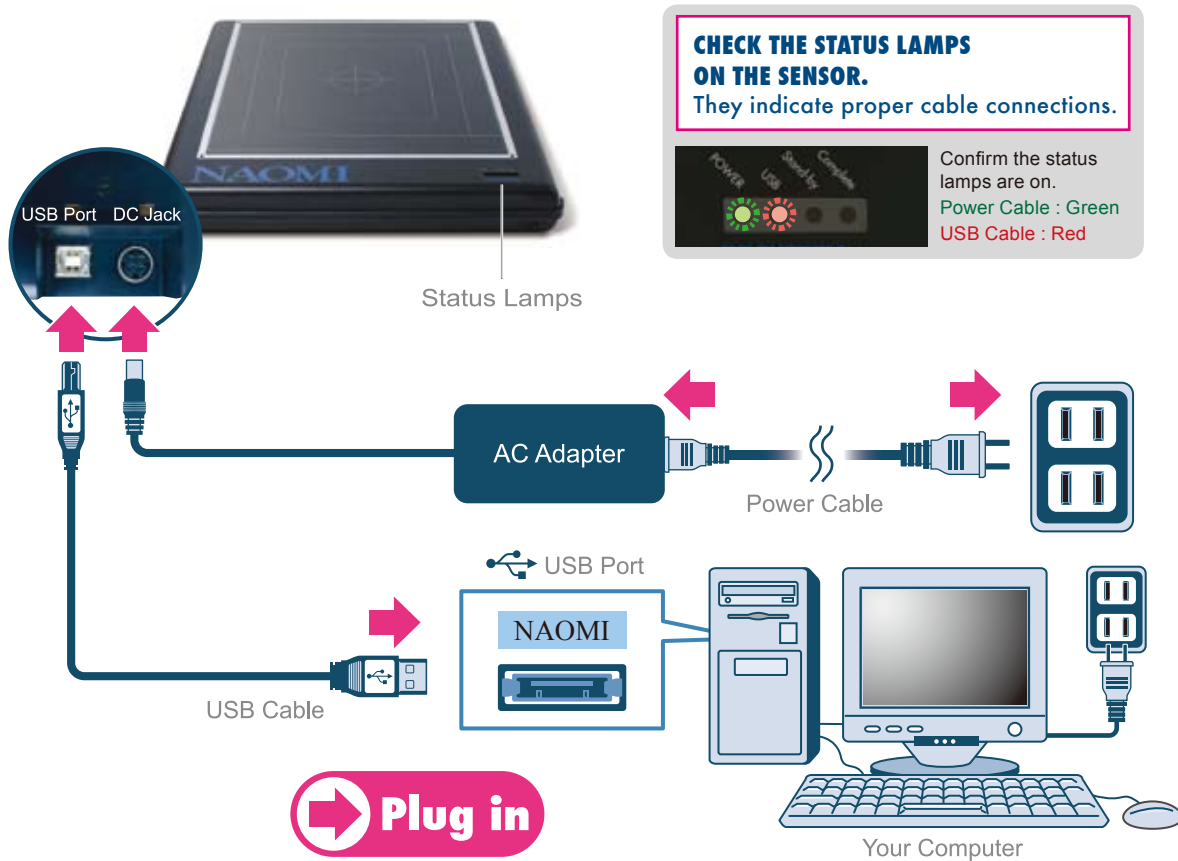 CHECK THE STATUS LAMPS
ON THE SENSOR.
They indicate proper cable connections.
POWER
USB
Stand-by
Complete
Confirm the status
lamps are on.
Power Cable : Green
USB Cable : Red
NAOMI
USB Port
DC Jack
Status Lamps
AC Adapter
Power Cable
USB Port
NAOMI
USB Cable
Plug in
Your Computer